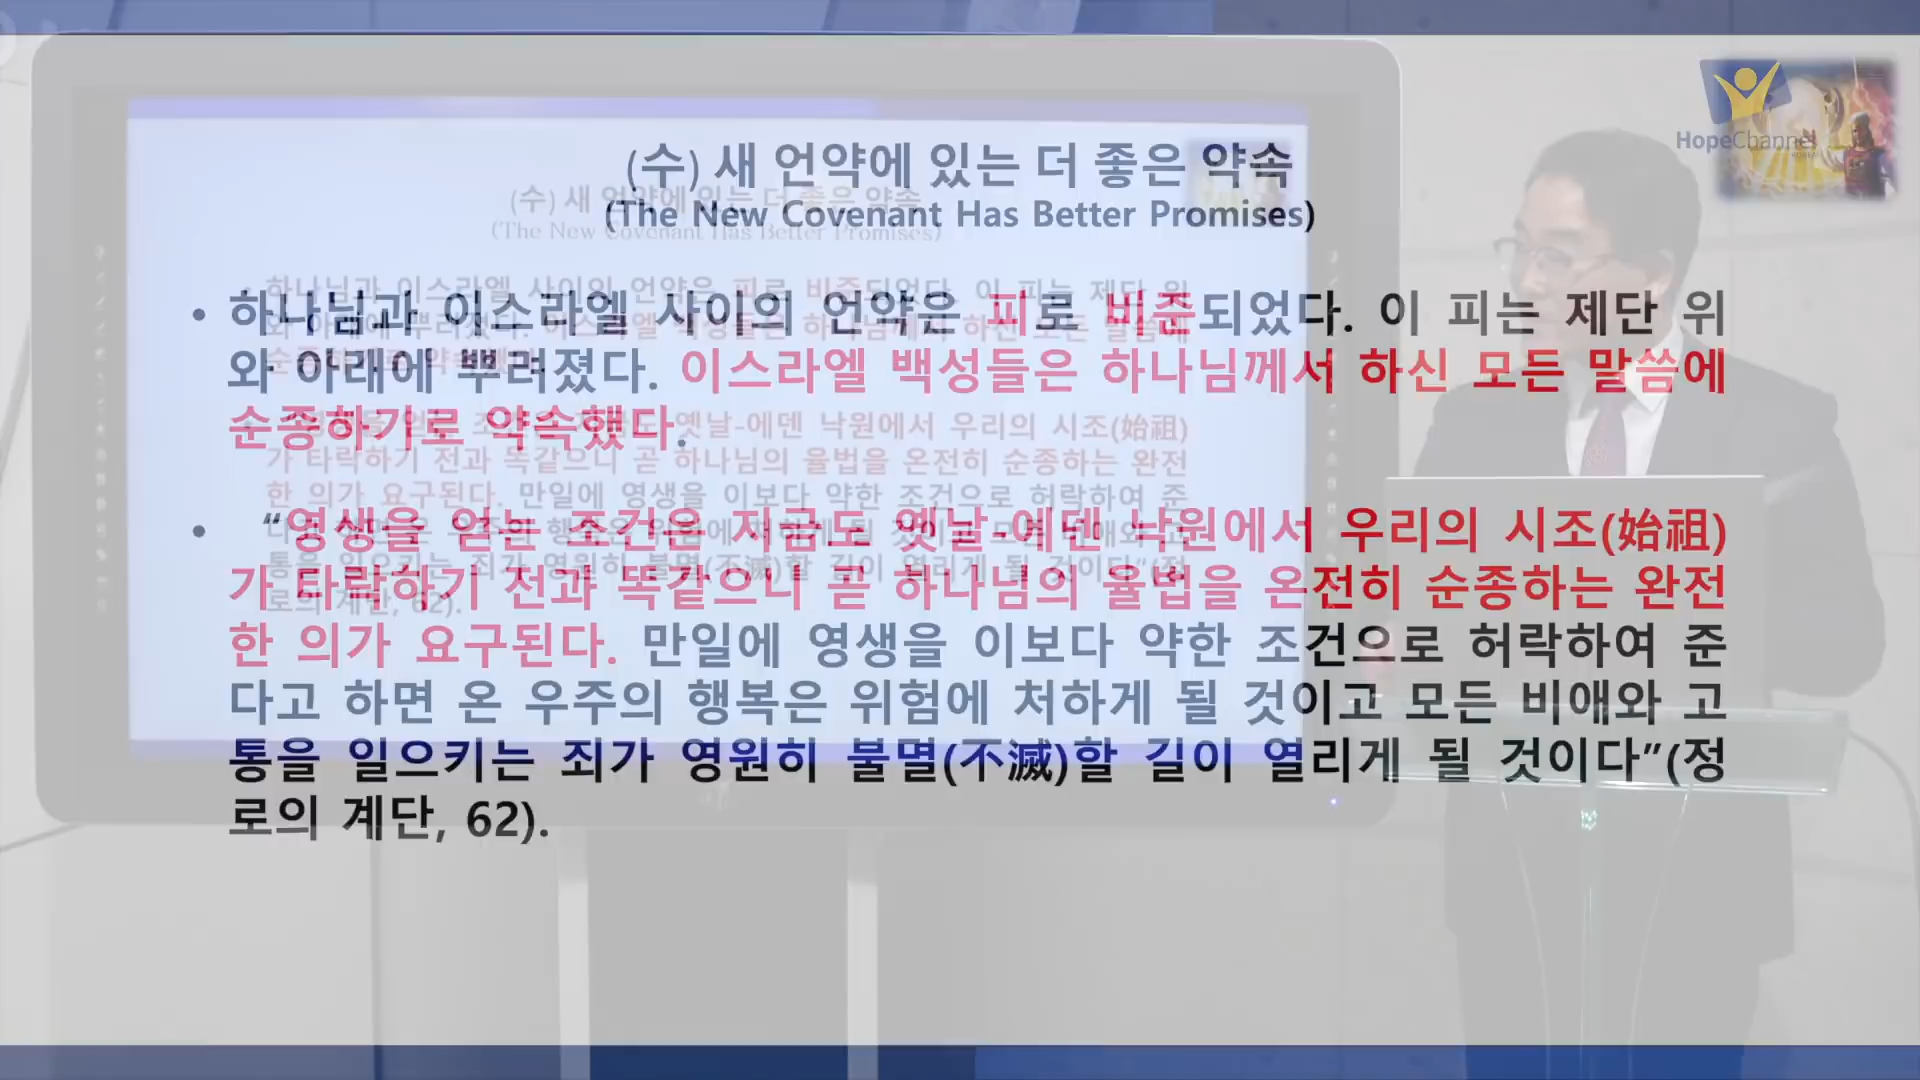 HopeChannel
(수) 새 언약에 있는 더 좋은 약속
(The New Covenant Has Better Promises)
• 하나님과 이스라엘 사이의 언약은 피로 비준되었다. 이 피는 제단 위
와 아래에 뿌려졌다. 이스라엘 백성들은 하나님께서 하신 모든 말씀에
순종하기로 약속했다.
• “영생을 얻는 조건은 지금도 옛날-에덴 낙원에서 우리의 시조(始祖)
가 타락하기 전과 똑같으니 곧 하나님의 율법을 온전히 순종하는 완전
한 의가 요구된다. 만일에 영생을 이보다 약한 조건으로 허락하여 준
다고 하면 온 우주의 행복은 위험에 처하게 될 것이고 모든 비애와 고
통을 일으키는 죄가 영원히 불멸(不滅)할 길이 열리게 될 것이다”(정
로의 계단, 62).